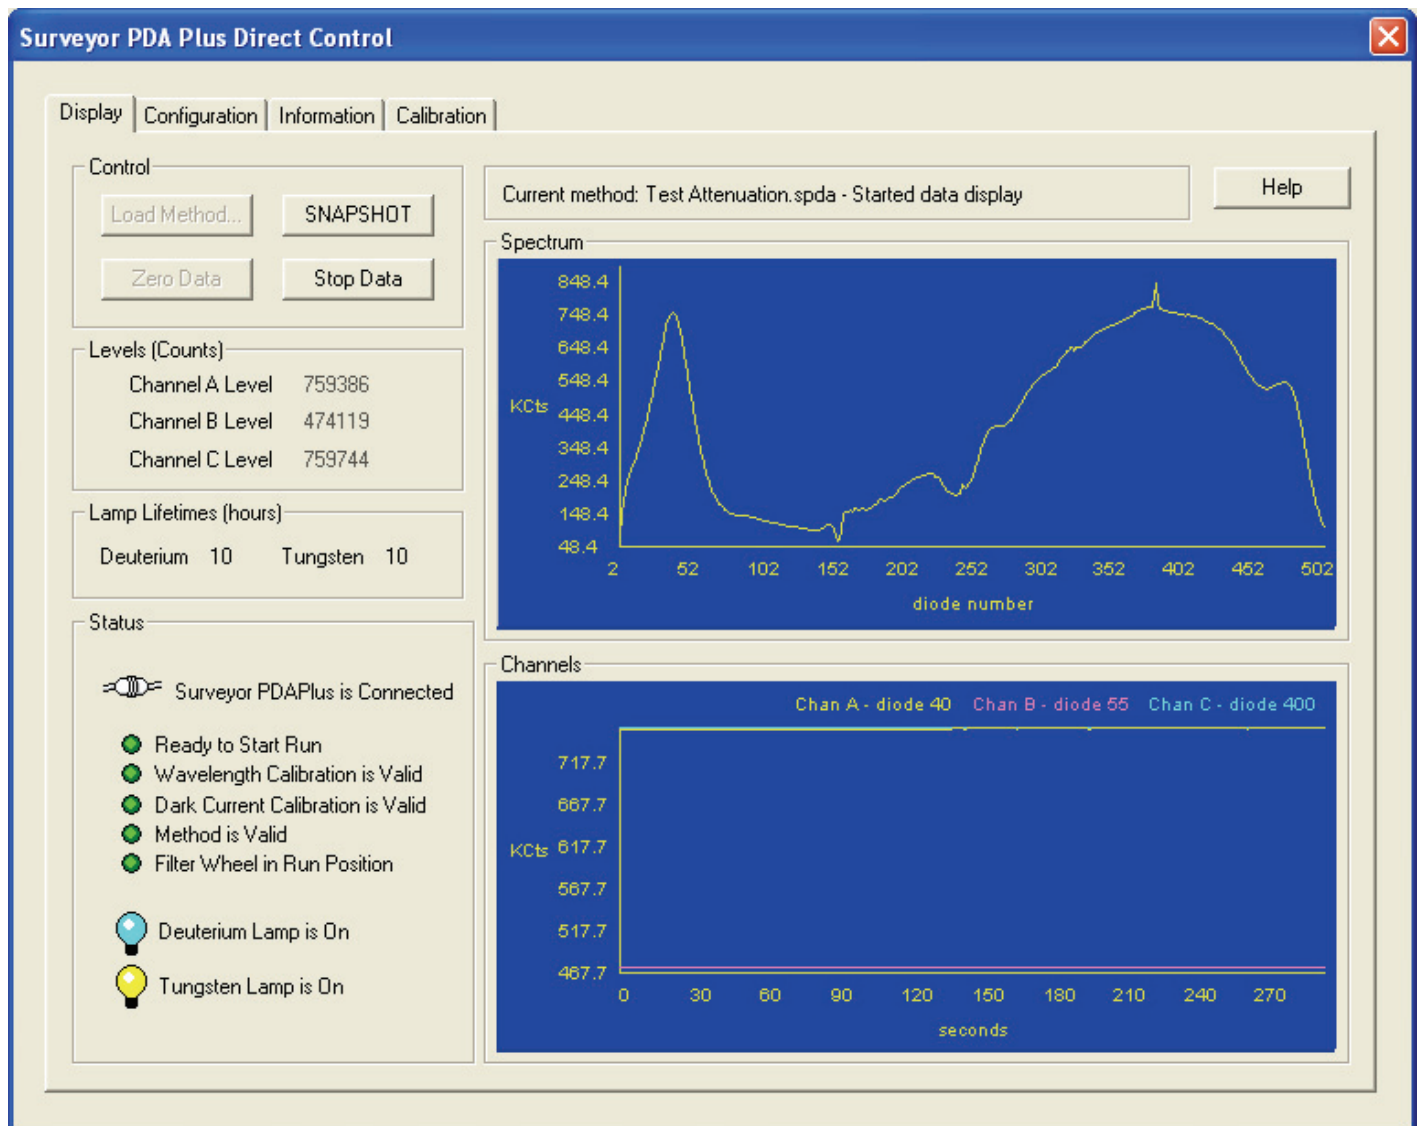 Surveyor PDA Plus Direct Control
Display Configuration Information Calibration
Control
Load Method... SNAPSHOT
Zero Data Stop Data
Current method: Test Attenuation.spda - Started data display
Help
Levels (Counts)
Channel A Level 759386
Channel B Level 474119
Channel C Level 759744
Lamp Lifetimes (hours)
Deuterium 10 Tungsten 10
Status
Surveyor PDAPlus is Connected
Ready to Start Run
Wavelength Calibration is Valid
Dark Current Calibration is Valid
Method is Valid
Filter Wheel in Run Position
Deuterium Lamp is On
Tungsten Lamp is On
Spectrum
848.4
748.4
648.4
548.4
KCts
448.4
348.4
248.4
148.4
48.4
2 52 102 152 202 252 302 352 402 452 502
diode number
Channels
Chan A - diode 40 Chan B - diode 55 Chan C - diode 400
717.7
667.7
KCts 617.7
567.7
517.7
467.7
0 30 60 90 120 150 180 210 240 270
seconds